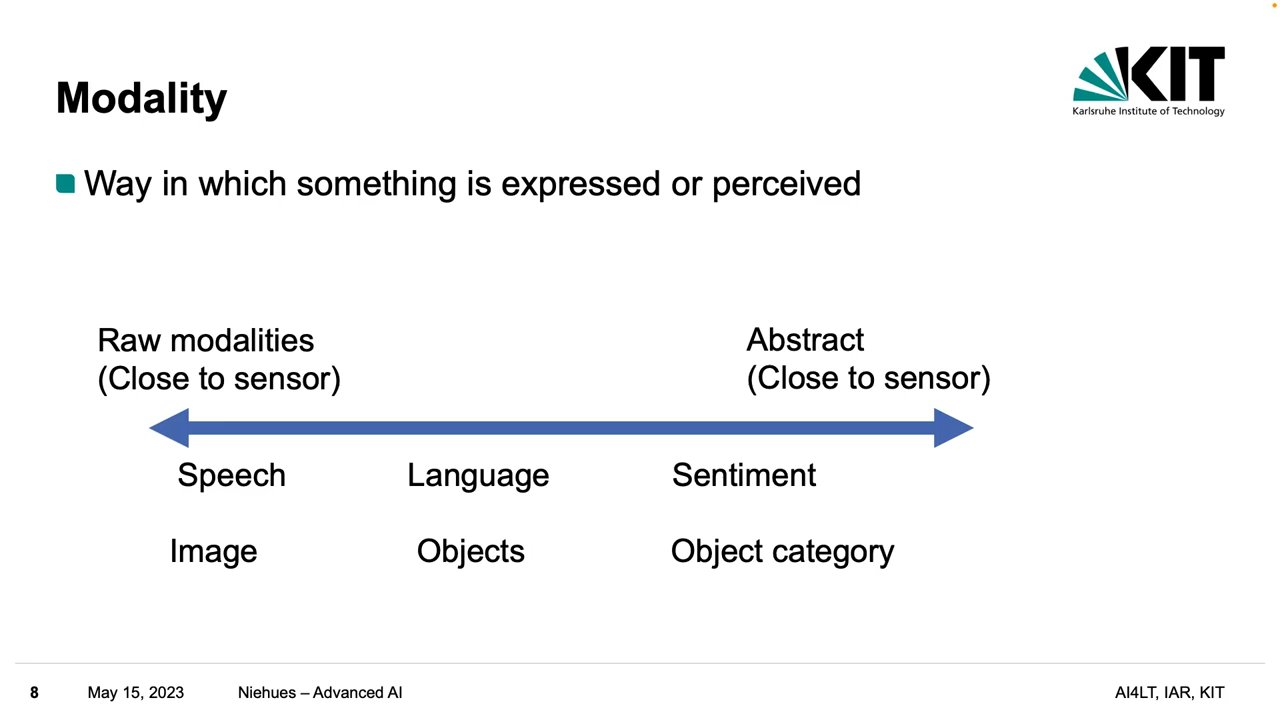 KIT
Karlsruhe Institute of Technology
Modality
Way in which something is expressed or perceived
Raw modalities
(Close to sensor)
Abstract
(Close to sensor)
Speech Language Sentiment
Image Objects Object category
8 May 15, 2023 Niehues – Advanced AI AI4LT, IAR, KIT